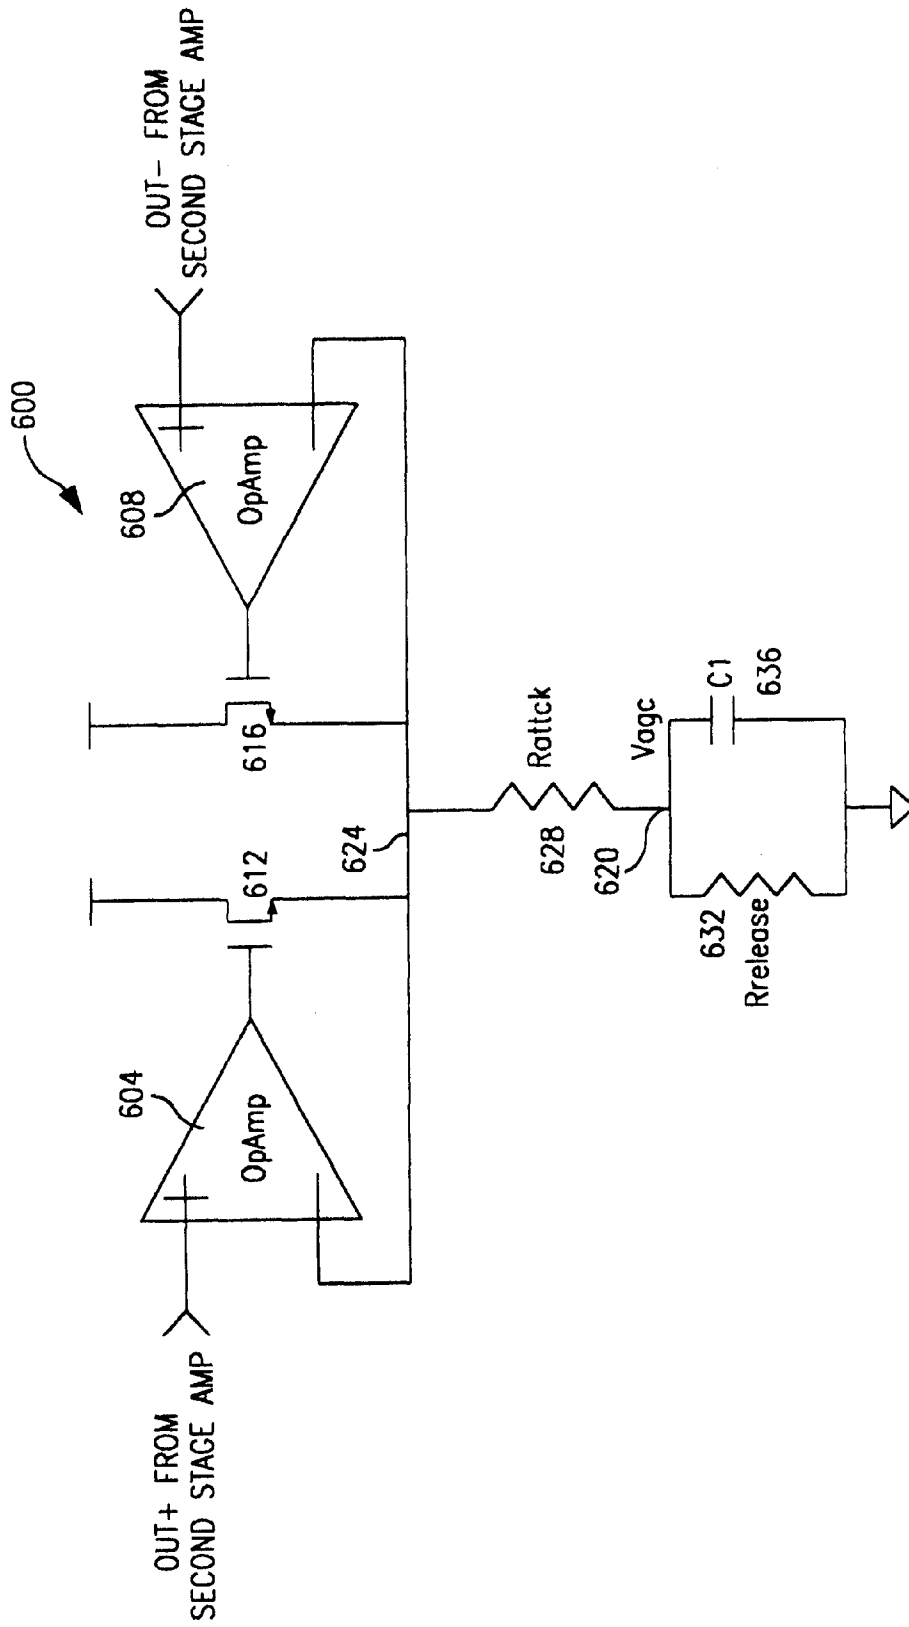 600
OUT+ FROM
SECOND STAGE AMP
604
OpAmp
612
616
608
OpAmp
OUT- FROM
SECOND STAGE AMP
624
Rattck
628
620
Vagc
632
Rrelease
C1
636